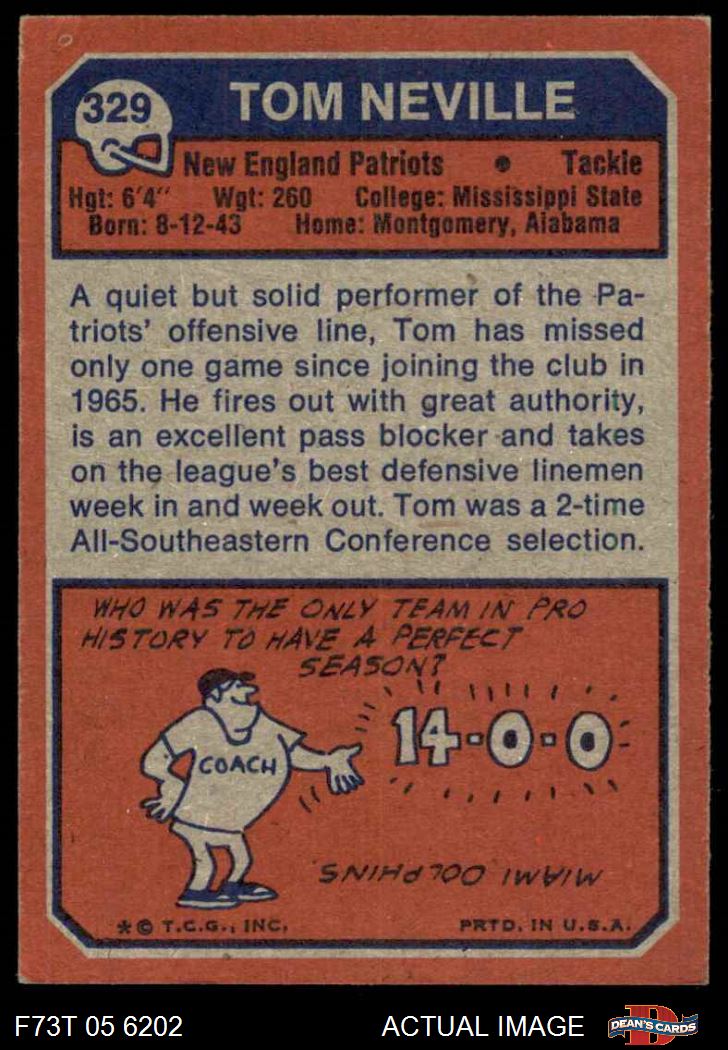 329
TOM NEVILLE
New England Patriots • Tackle
Hgt: 6'4" Wgt: 260 College: Mississippi State
Born: 8-12-43 Home: Montgomery, Alabama
A quiet but solid performer of the Pa-
triots' offensive line, Tom has missed
only one game since joining the club in
1965. He fires out with great authority,
is an excellent pass blocker and takes
on the league's best defensive linemen
week in and week out. Tom was a 2-time
All-Southeastern Conference selection.
WHO WAS THE ONLY TEAM IN PRO
HISTORY TO HAVE A PERFECT
SEASON?
14-0-0
COACH
MIAMI DOLPHINS
*© T.C.G., INC. PRTD. IN U.S.A.
F73T 05 6202 ACTUAL IMAGE D DEAN'S CARDS